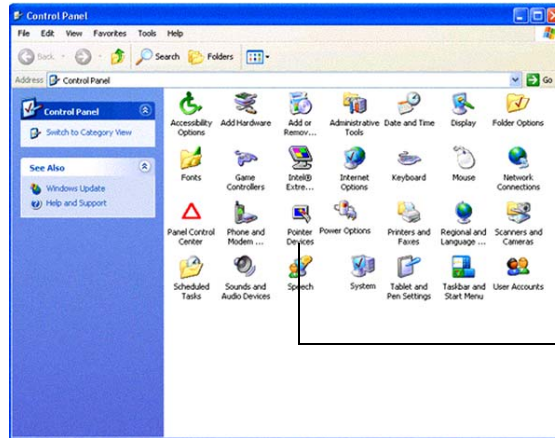 Control Panel
File Edit View Favorites Tools Help
Back Search Folders
Address Control Panel Go
Control Panel
Switch to Category View
See Also
Windows Update
Help and Support
Accessibility Options
Add Hardware
Add or Remov...
Administrative Tools
Date and Time
Display
Folder Options
Fonts
Game Controllers
Intel® Extre...
Internet Options
Keyboard
Mouse
Network Connections
Panel Control Center
Phone and Modem ...
Pointer Devices
Power Options
Printers and Faxes
Regional and Language ...
Scanners and Cameras
Scheduled Tasks
Sounds and Audio Devices
Speech
System
Tablet and Pen Settings
Taskbar and Start Menu
User Accounts